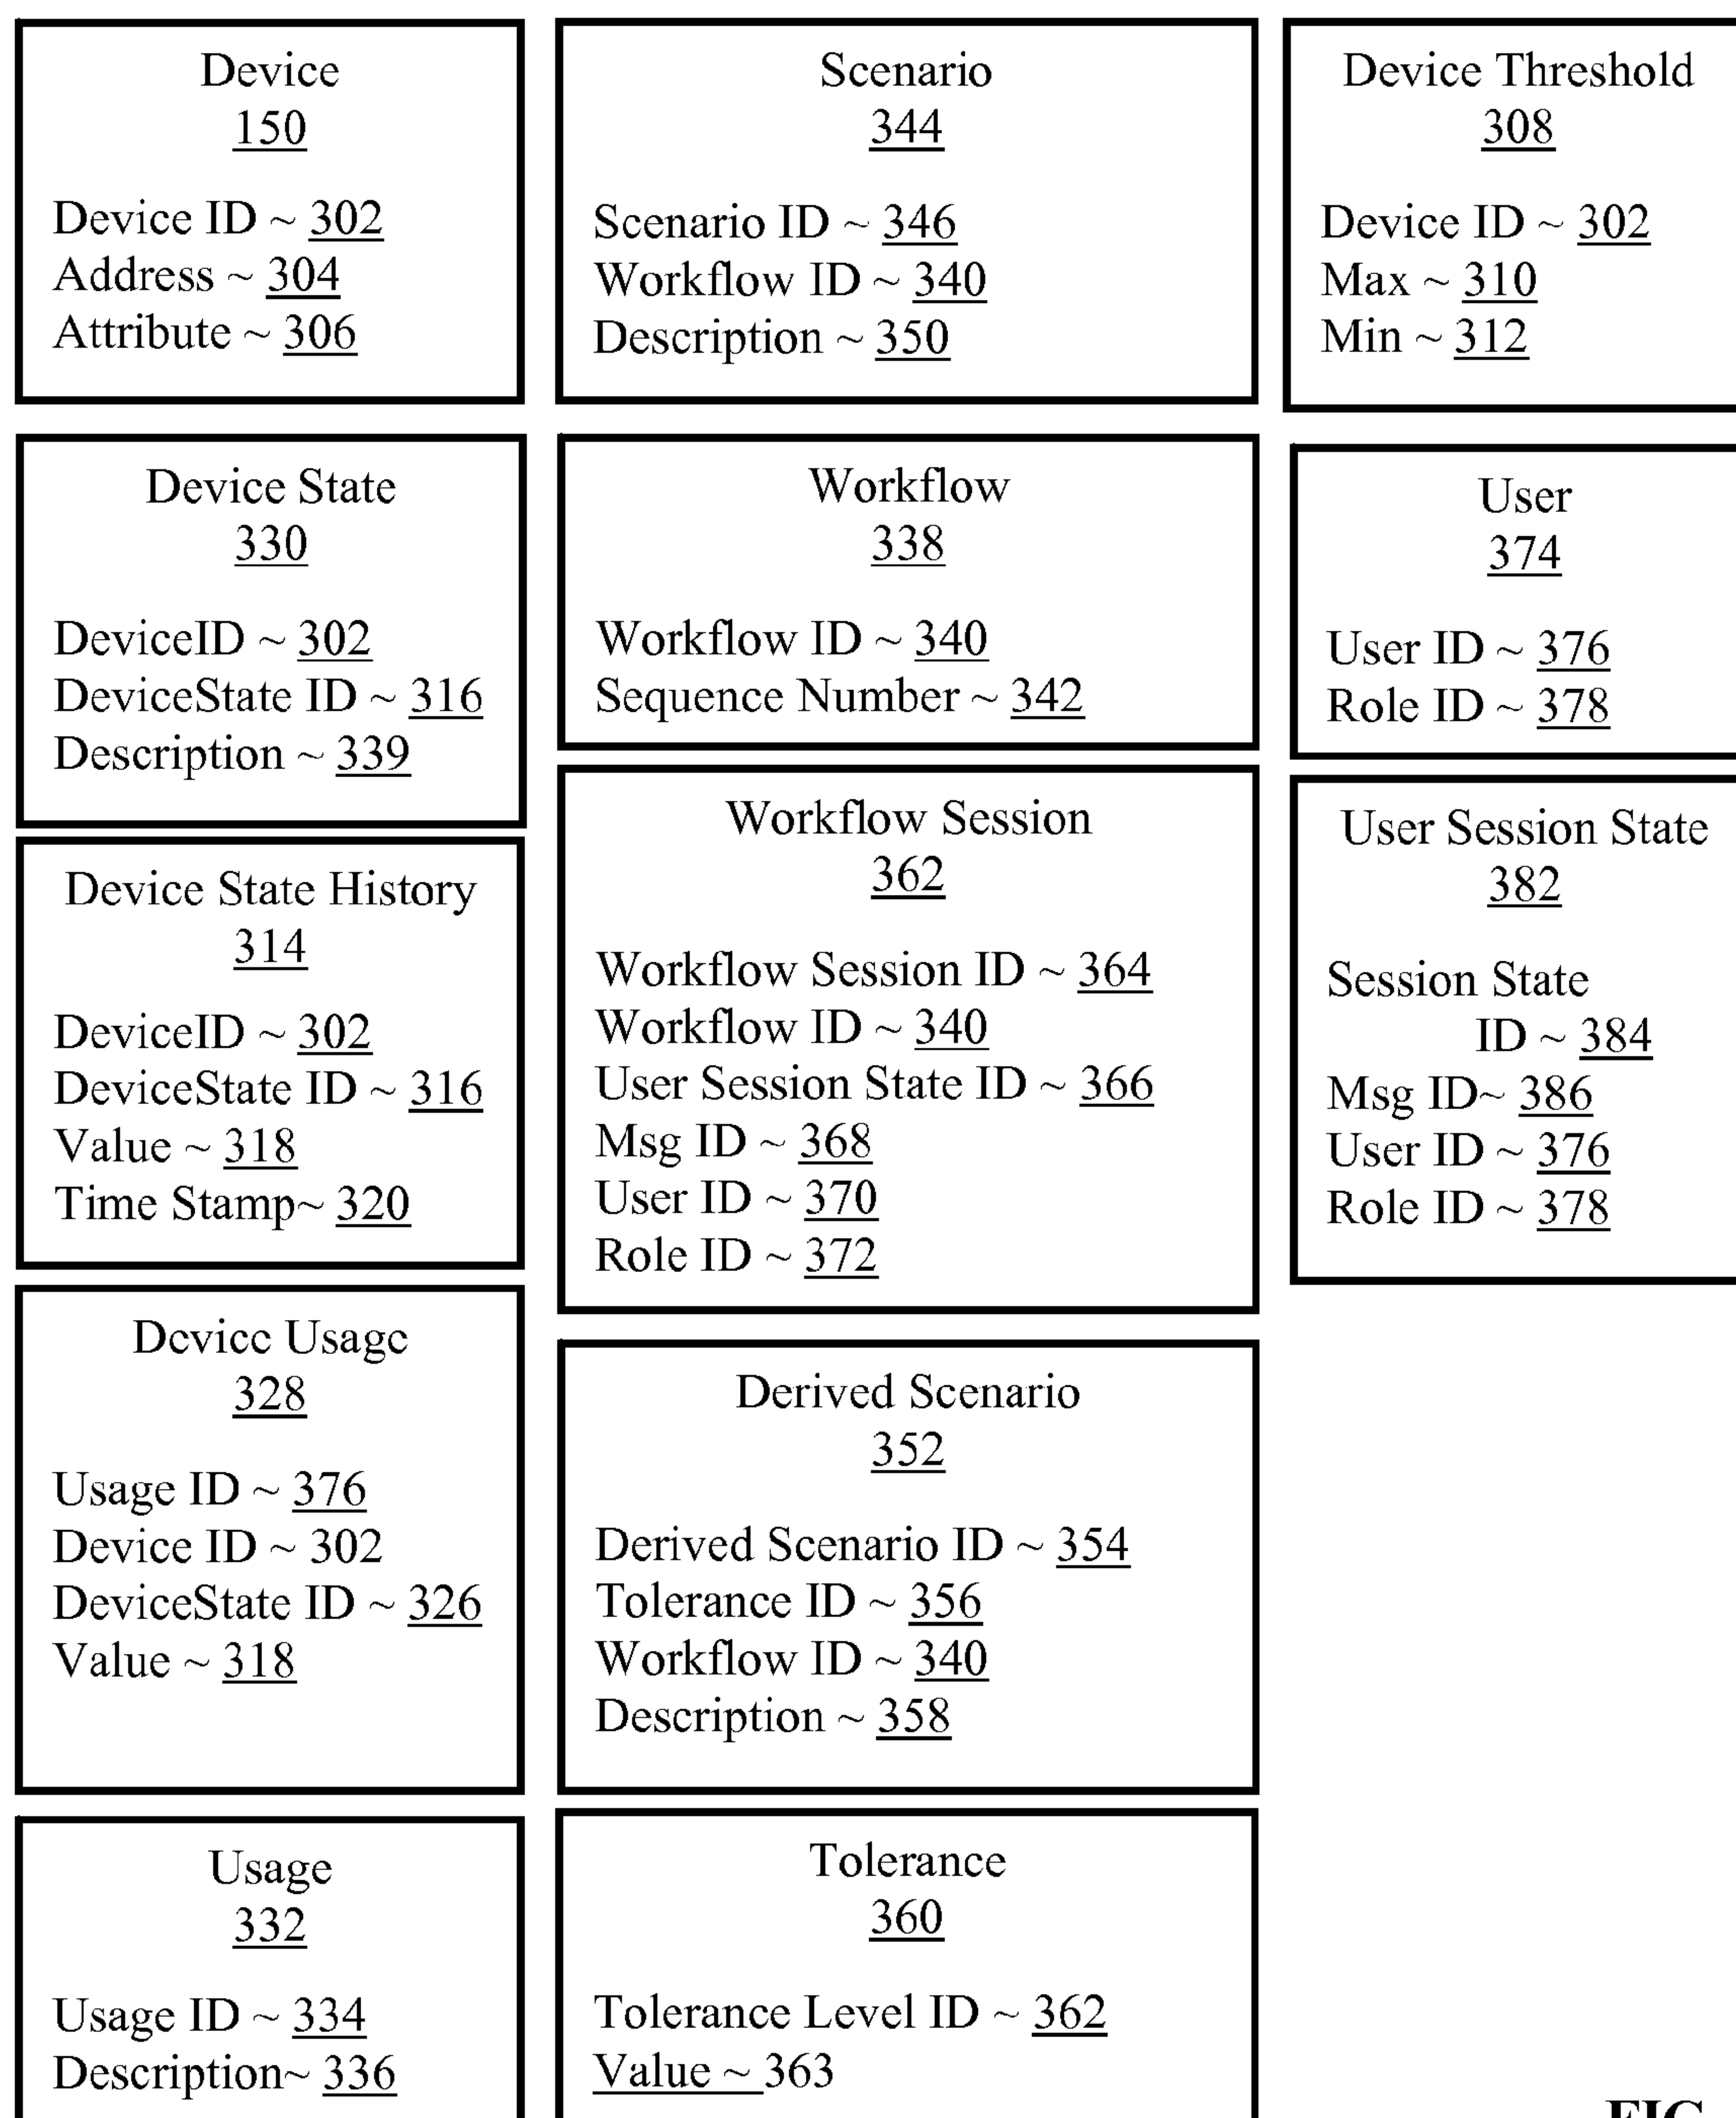 Device
150
Device ID ~ 302
Address ~ 304
Attribute ~ 306
Scenario
344
Scenario ID ~ 346
Workflow ID ~ 340
Description ~ 350
Device Threshold
308
Device ID ~ 302
Max ~ 310
Min ~ 312
Device State
330
DeviceID ~ 302
DeviceState ID ~ 316
Description ~ 339
Workflow
338
Workflow ID ~ 340
Sequence Number ~ 342
User
374
User ID ~ 376
Role ID ~ 378
Device State History
314
DeviceID ~ 302
DeviceState ID ~ 316
Value ~ 318
Time Stamp~ 320
Workflow Session
362
Workflow Session ID ~ 364
Workflow ID ~ 340
User Session State ID ~ 366
Msg ID ~ 368
User ID ~ 370
Role ID ~ 372
User Session State
382
Session State
ID ~ 384
Msg ID~ 386
User ID ~ 376
Role ID ~ 378
Device Usage
328
Usage ID ~ 376
Device ID ~ 302
DeviceState ID ~ 326
Value ~ 318
Derived Scenario
352
Derived Scenario ID ~ 354
Tolerance ID ~ 356
Workflow ID ~ 340
Description ~ 358
Usage
332
Usage ID ~ 334
Description~ 336
Tolerance
360
Tolerance Level ID ~ 362
Value ~ 363
FIG